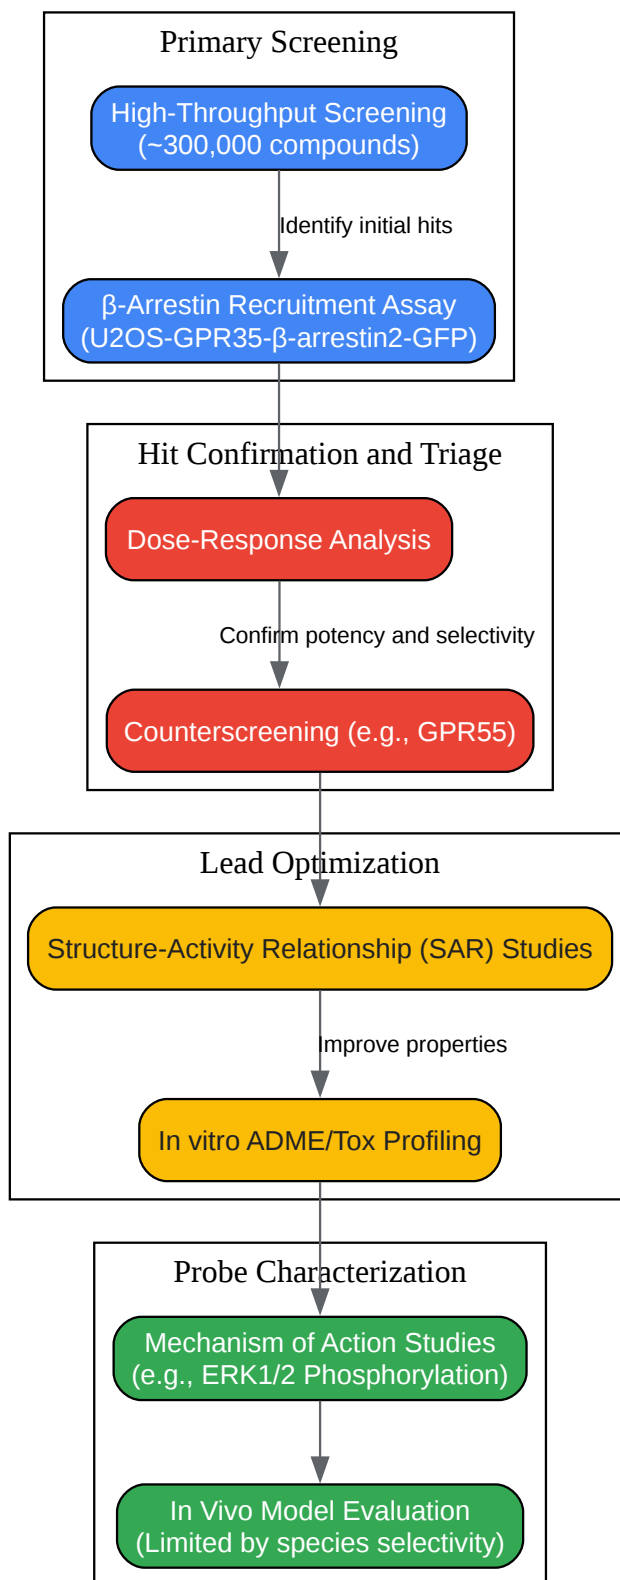 Primary Screening
High-Throughput Screening
(~300,000 compounds)
Identify initial hits
β-Arrestin Recruitment Assay
(U2OS-GPR35-β-arrestin2-GFP)
Hit Confirmation and Triage
Dose-Response Analysis
Confirm potency and selectivity
Counterscreening (e.g., GPR55)
Lead Optimization
Structure-Activity Relationship (SAR) Studies
Improve properties
In vitro ADME/Tox Profiling
Probe Characterization
Mechanism of Action Studies
(e.g., ERK1/2 Phosphorylation)
In Vivo Model Evaluation
(Limited by species selectivity)